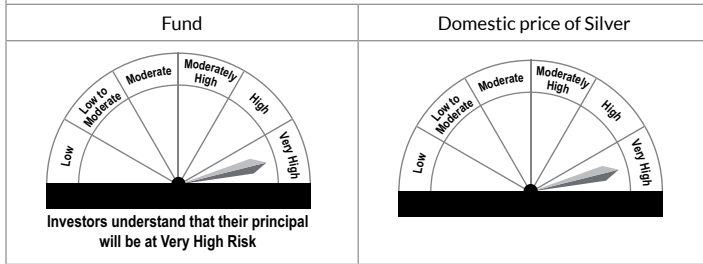 Fund
Domestic price of Silver
Low
Low to
Moderate
Moderate
Moderately
High
High
Very High
Investors understand that their principal
will be at Very High Risk
Low
Low to
Moderate
Moderate
Moderately
High
High
Very High